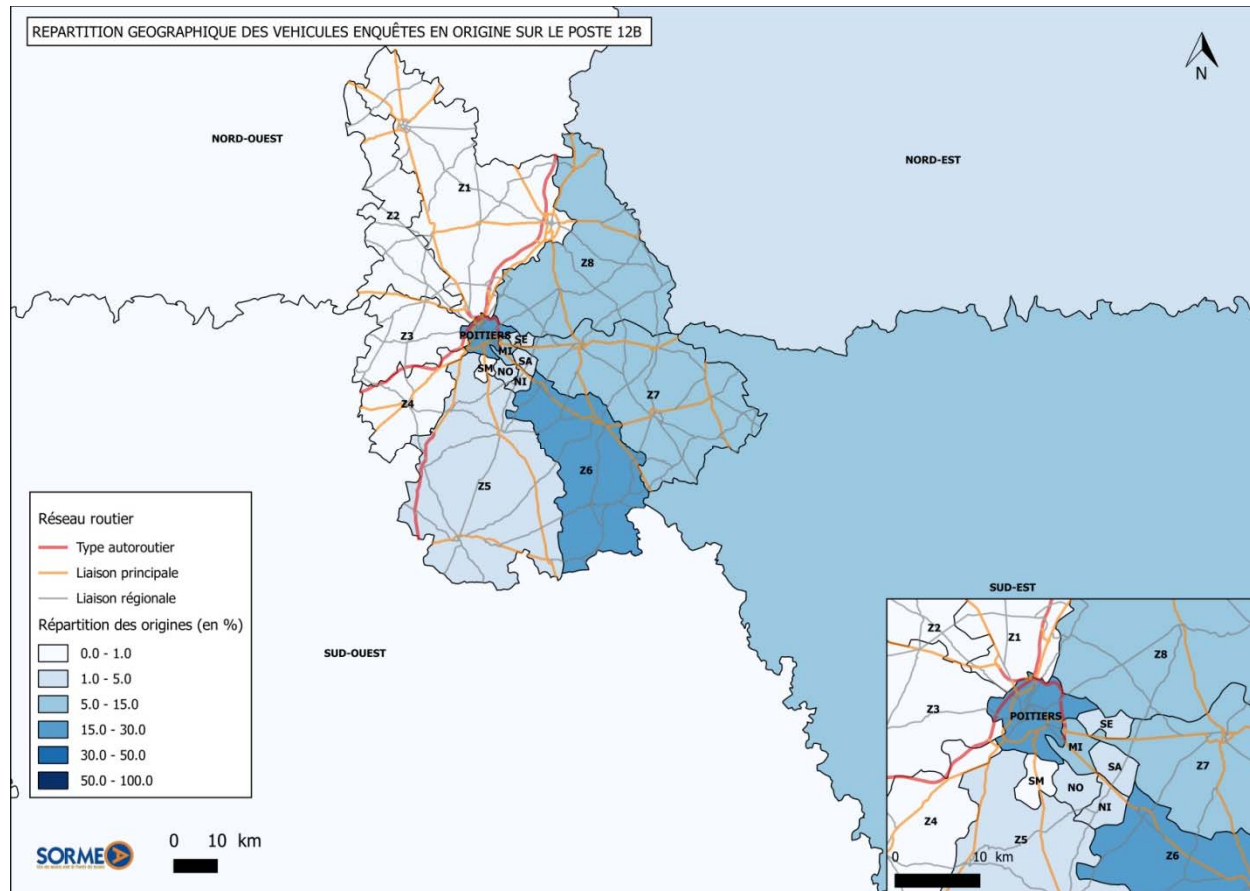 REPARTITION GEOGRAPHIQUE DES VEHICULES ENQUÊTES EN ORIGINE SUR LE POSTE 12B
N
NORD-OUEST
NORD-EST
Z1
Z2
Z8
Z3
POITIERS
SE
MI
SA
SM
NO
NI
Z4
Z7
Z6
Z5
SUD-OUEST
SUD-EST
Réseau routier
Type autoroutier
Liaison principale
Liaison régionale
Répartition des origines (en %)
0.0 - 1.0
1.0 - 5.0
5.0 - 15.0
15.0 - 30.0
30.0 - 50.0
50.0 - 100.0
0 10 km
SORME
Z2
Z1
Z8
Z3
POITIERS
SE
MI
SA
Z7
SM
NO
NI
Z4
Z5
Z6
0 10 km